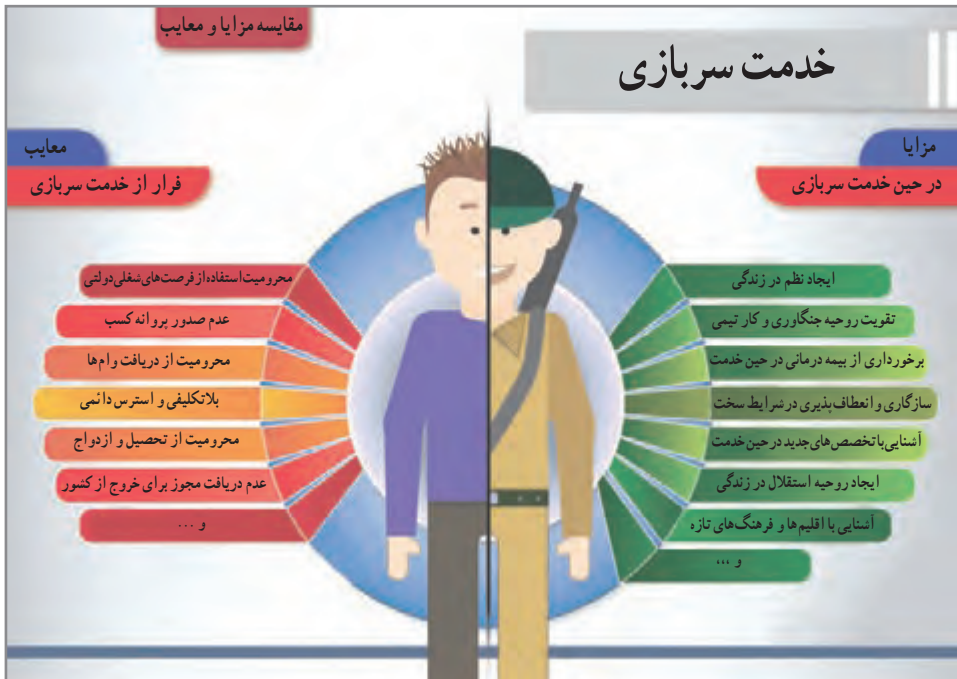 مقایسه مزایا و معایب
خدمت سربازی
مزایا
در حین خدمت سربازی
ایجاد نظم در زندگی
تقویت روحیه جنگاوری و کار تیمی
برخورداری از بیمه درمانی در حین خدمت
سازگاری و انعطاف‌پذیری در شرایط سخت
آشنایی با تخصص‌های جدید در حین خدمت
ایجاد روحیه استقلال در زندگی
آشنایی با اقلیم‌ها و فرهنگ‌های تازه
و ...
معایب
فرار از خدمت سربازی
محرومیت استفاده از فرصت‌های شغلی دولتی
عدم صدور پروانه کسب
محرومیت از دریافت وام‌ها
بلاتکلیفی و استرس دائمی
محرومیت از تحصیل و ازدواج
عدم دریافت مجوز برای خروج از کشور
و ...